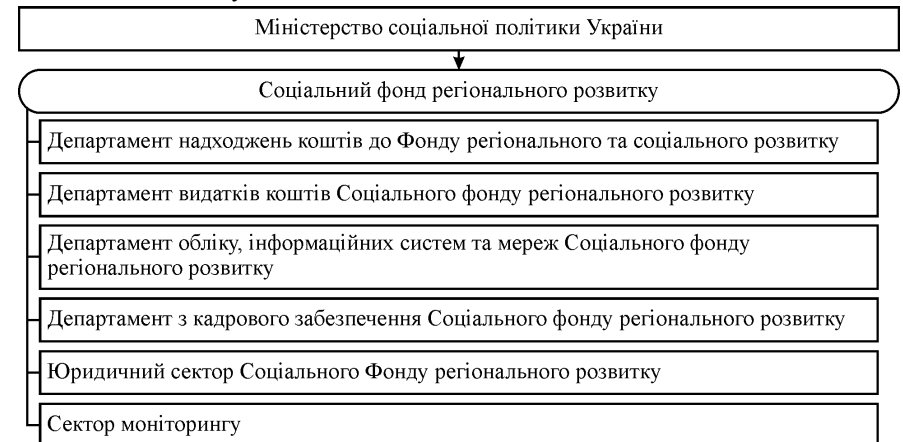 Міністерство соціальної політики України
Соціальний фонд регіонального розвитку
Департамент надходжень коштів до Фонду регіонального та соціального розвитку
Департамент видатків коштів Соціального фонду регіонального розвитку
Департамент обліку, інформаційних систем та мереж Соціального фонду
регіонального розвитку
Департамент з кадрового забезпечення Соціального фонду регіонального розвитку
Юридичний сектор Соціального Фонду регіонального розвитку
Сектор моніторингу